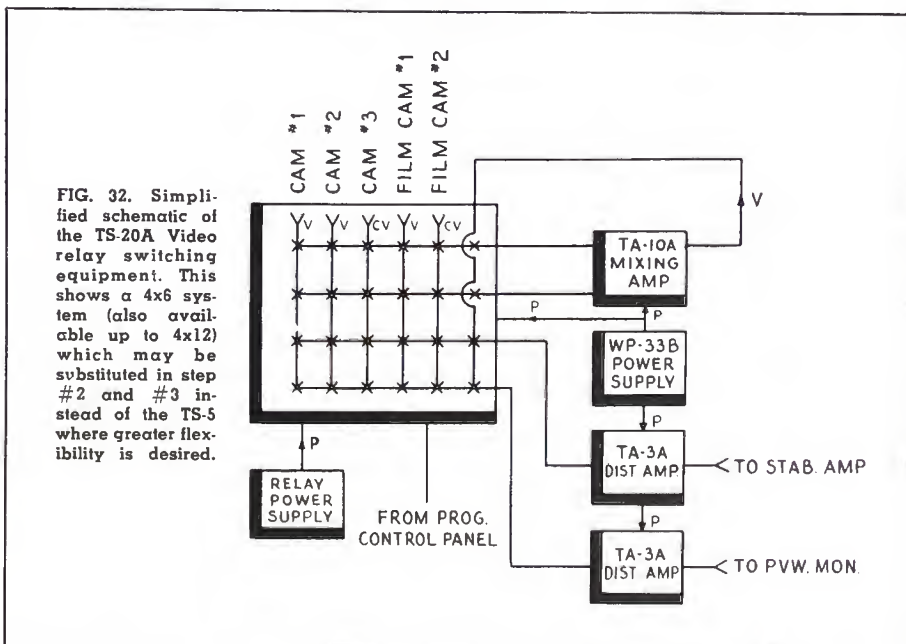 FIG. 32. Simpli-
fied schematic of
the TS-20A Video
relay switching
equipment. This
shows a 4x6 sys-
tem (also avail-
able up to 4x12)
which may be
substituted in step
#2 and #3 in-
stead of the TS-5
where greater flex-
ibility is desired.
CAM #1
CAM #2
CAM #3
FILM CAM #1
FILM CAM #2
V
V
CV
V
CV
V
TA-10A
MIXING
AMP
P
P
WP-33B
POWER
SUPPLY
P
TA-3A
DIST AMP
TO STAB. AMP
P
TA-3A
DIST AMP
TO PVW. MON.
P
RELAY
POWER
SUPPLY
FROM PROG.
CONTROL PANEL